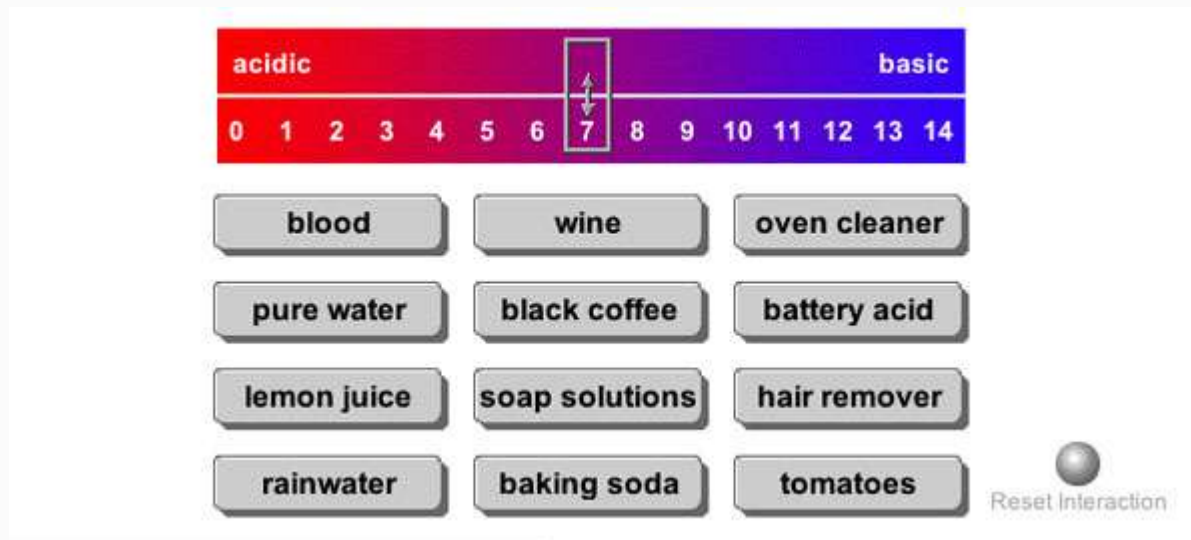 acidic basic
0 1 2 3 4 5 6 7 8 9 10 11 12 13 14
blood wine oven cleaner
pure water black coffee battery acid
lemon juice soap solutions hair remover
rainwater baking soda tomatoes
Reset Interaction